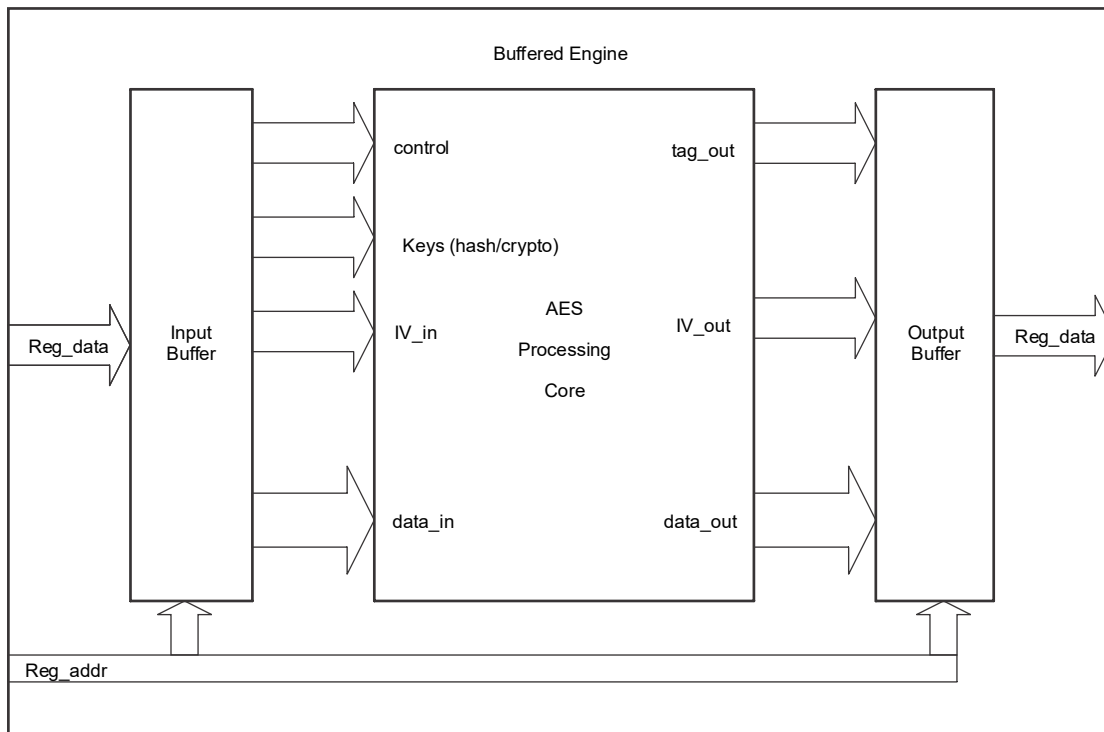 Buffered Engine
control
tag_out
Keys (hash/crypto)
Reg_data
Input
Buffer
IV_in
AES
Processing
Core
IV_out
Output
Buffer
Reg_data
data_in
data_out
Reg_addr